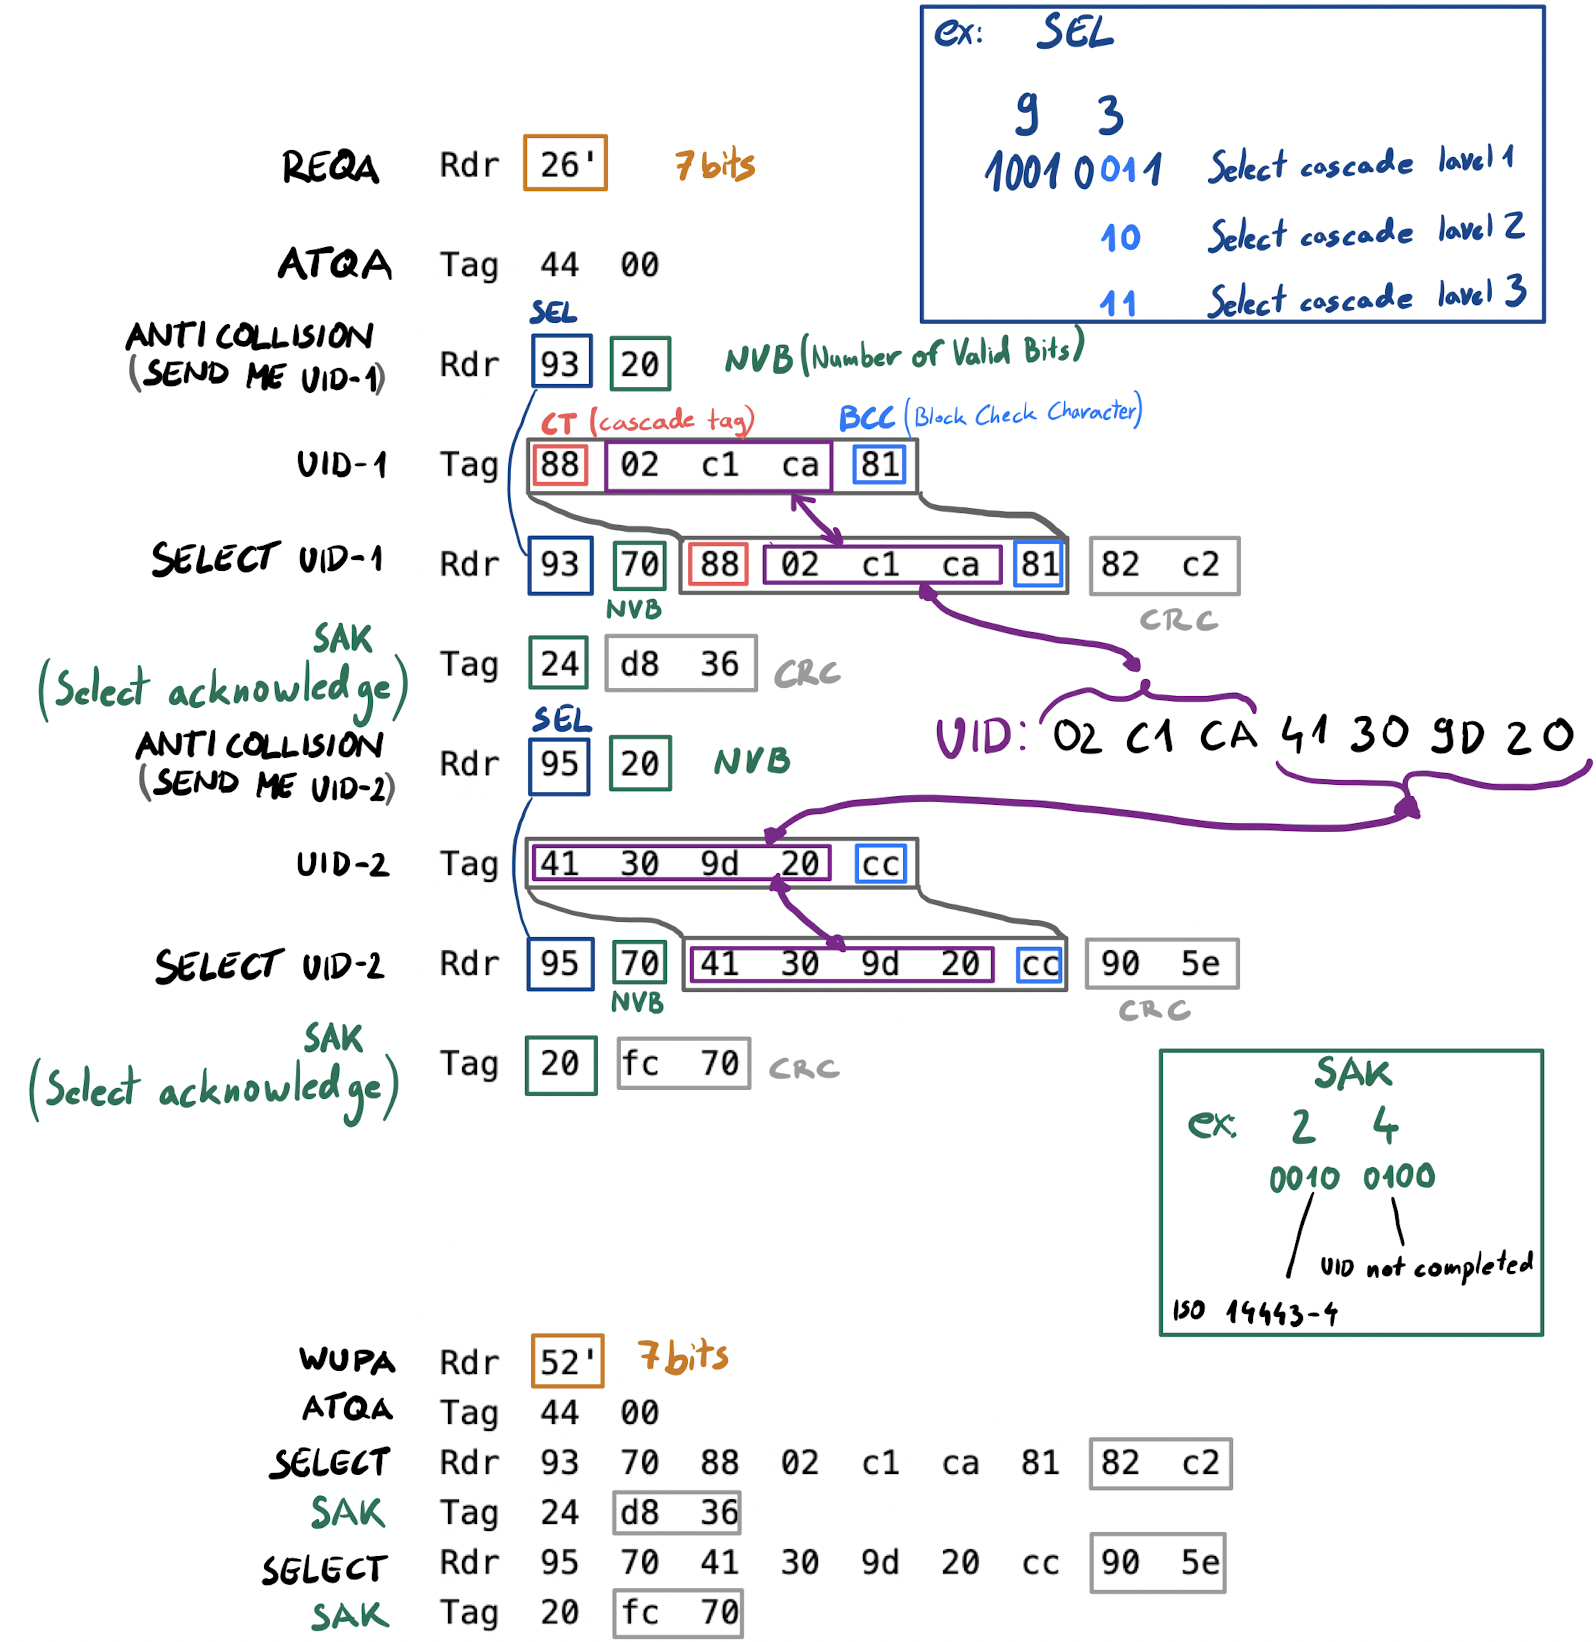 ex: SEL
9 3
1001 0011 Select cascade lavel 1
10 Select cascade lavel 2
11 Select cascade lavel 3
REQA Rdr 26' 7bits
ATQA Tag 44 00
SEL
ANTICOLLISION
(SEND ME UID-1) Rdr 93 20 NVB (Number of Valid Bits)
CT (cascade tag) BCC (Block Check Character)
UID-1 Tag 88 02 c1 ca 81
SELECT UID-1 Rdr 93 70 88 02 c1 ca 81 82 c2
NVB CRC
SAK
(Select acknowledge) Tag 24 d8 36 CRC
SEL
UID: 02 C1 CA 41 30 9D 20
ANTICOLLISION
(SEND ME UID-2) Rdr 95 20 NVB
UID-2 Tag 41 30 9d 20 cc
SELECT UID-2 Rdr 95 70 41 30 9d 20 cc 90 5e
NVB CRC
SAK
(Select acknowledge) Tag 20 fc 70 CRC
SAK
ex: 2 4
0010 0100
UID not completed
ISO 14443-4
WUPA Rdr 52' 7bits
ATQA Tag 44 00
SELECT Rdr 93 70 88 02 c1 ca 81 82 c2
SAK Tag 24 d8 36
SELECT Rdr 95 70 41 30 9d 20 cc 90 5e
SAK Tag 20 fc 70